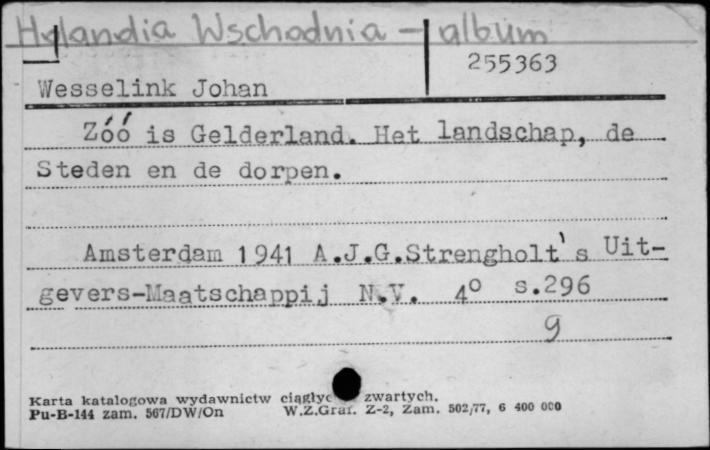 Holandia Wschodnia - album
255363
Wesselink Johan
Zóó is Gelderland. Het landschap, de
Steden en de dorpen.
Amsterdam 1941 A.J.G.Strengholt's Uit-
gevers-Maatschappij N.V. 4° s.296
g
Karta katalogowa wydawnictw ciągłyc zwartych.
Pu-B-144 zam. 567/DW/On W.Z.Graf. Z-2, Zam. 502/77, 6 400 000